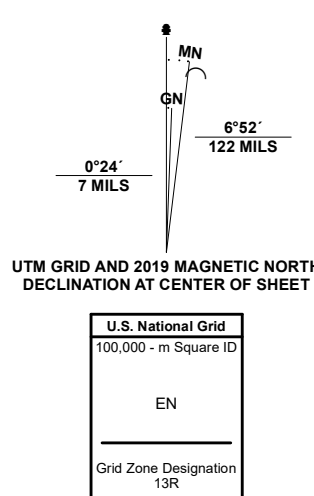 MN
GN
6°52´
122 MILS
0°24´
7 MILS
UTM GRID AND 2019 MAGNETIC NORTH
DECLINATION AT CENTER OF SHEET
U.S. National Grid
100,000 - m Square ID
EN
Grid Zone Designation
13R